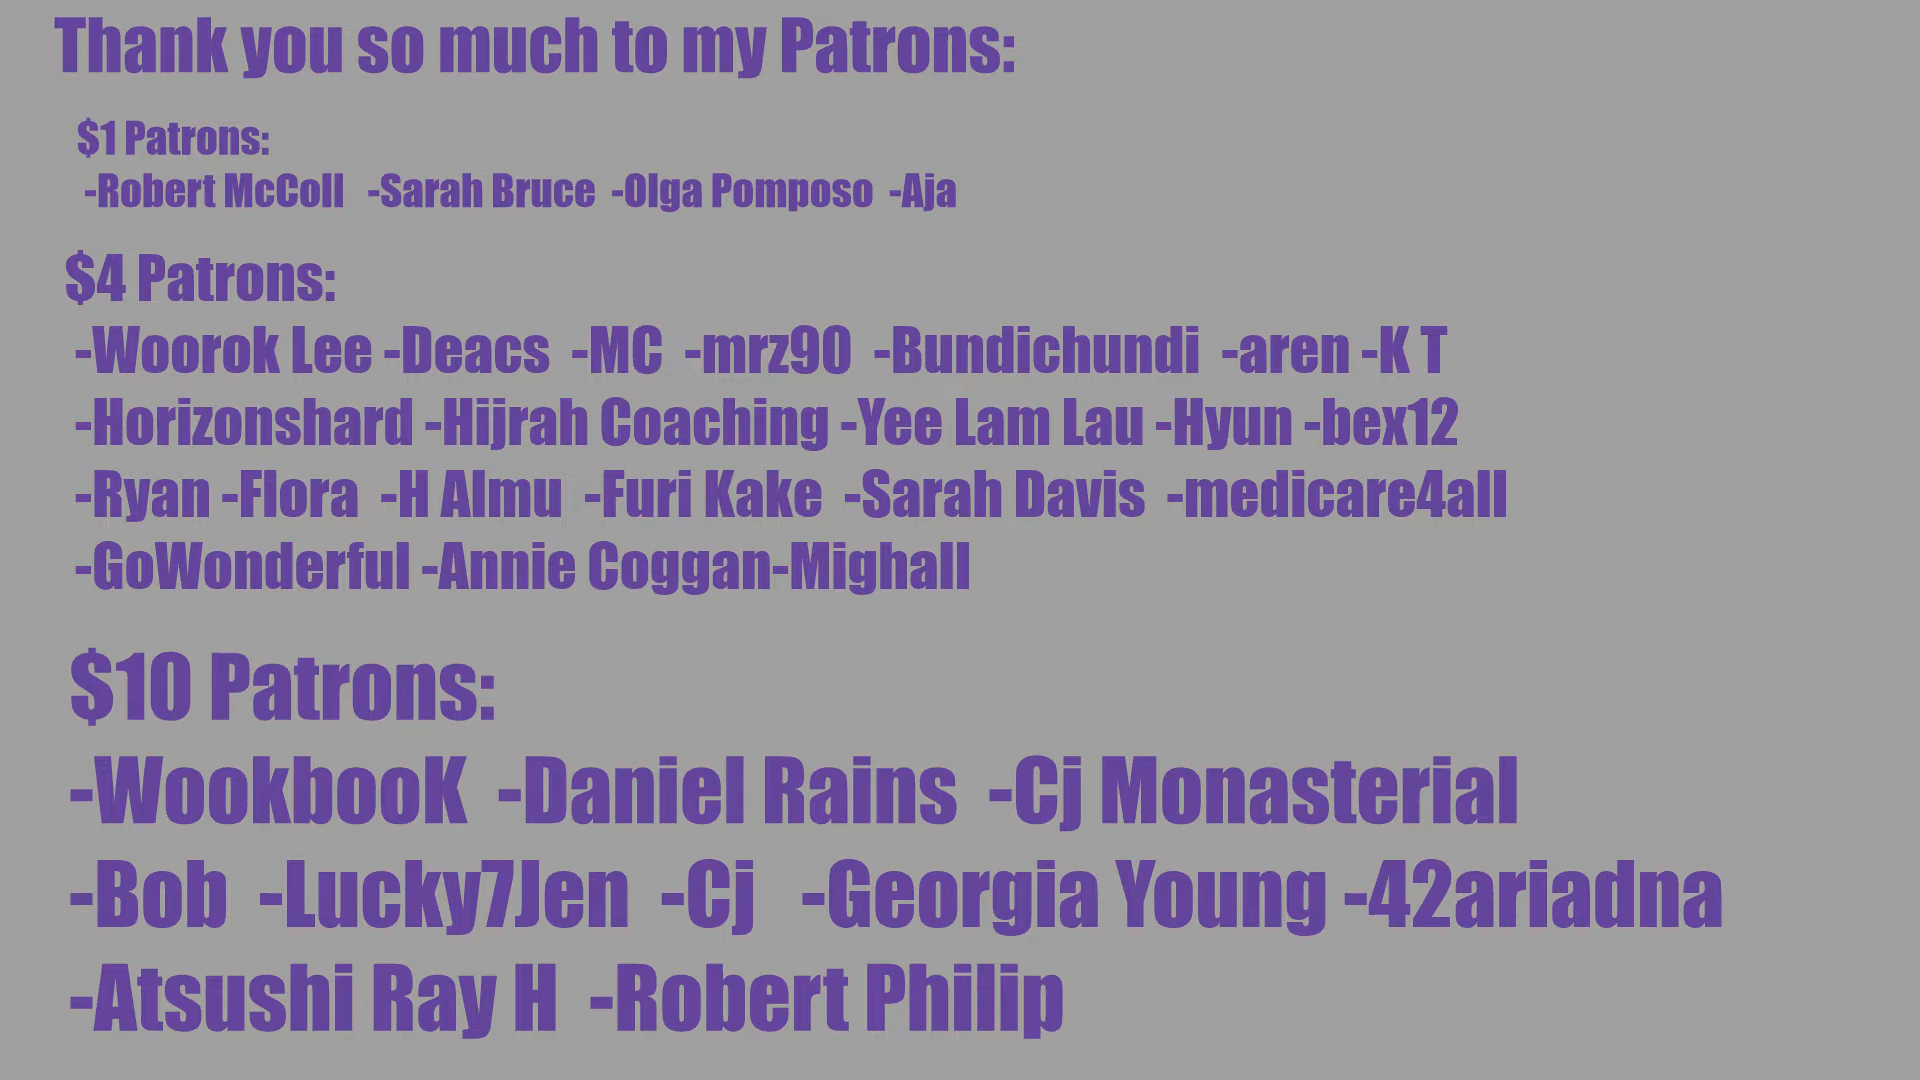 Thank you so much to my Patrons:
$1 Patrons:
-Robert McColl -Sarah Bruce -Olga Pomposo -Aja
$4 Patrons:
-Woorok Lee -Deacs -MC -mrz90 -Bundichundi -aren -K T
-Horizonshard -Hijrah Coaching -Yee Lam Lau -Hyun -bex12
-Ryan -Fiora -H Almu -Furi Kake -Sarah Davis -medicare4all
-GoWonderful -Annie Coggan-Mighall
$10 Patrons:
-WookbooK -Daniel Rains -Cj Monasterial
-Bob -Lucky7Jen -Cj -Georgia Young -42ariadna
-Atsushi Ray H -Robert Philip